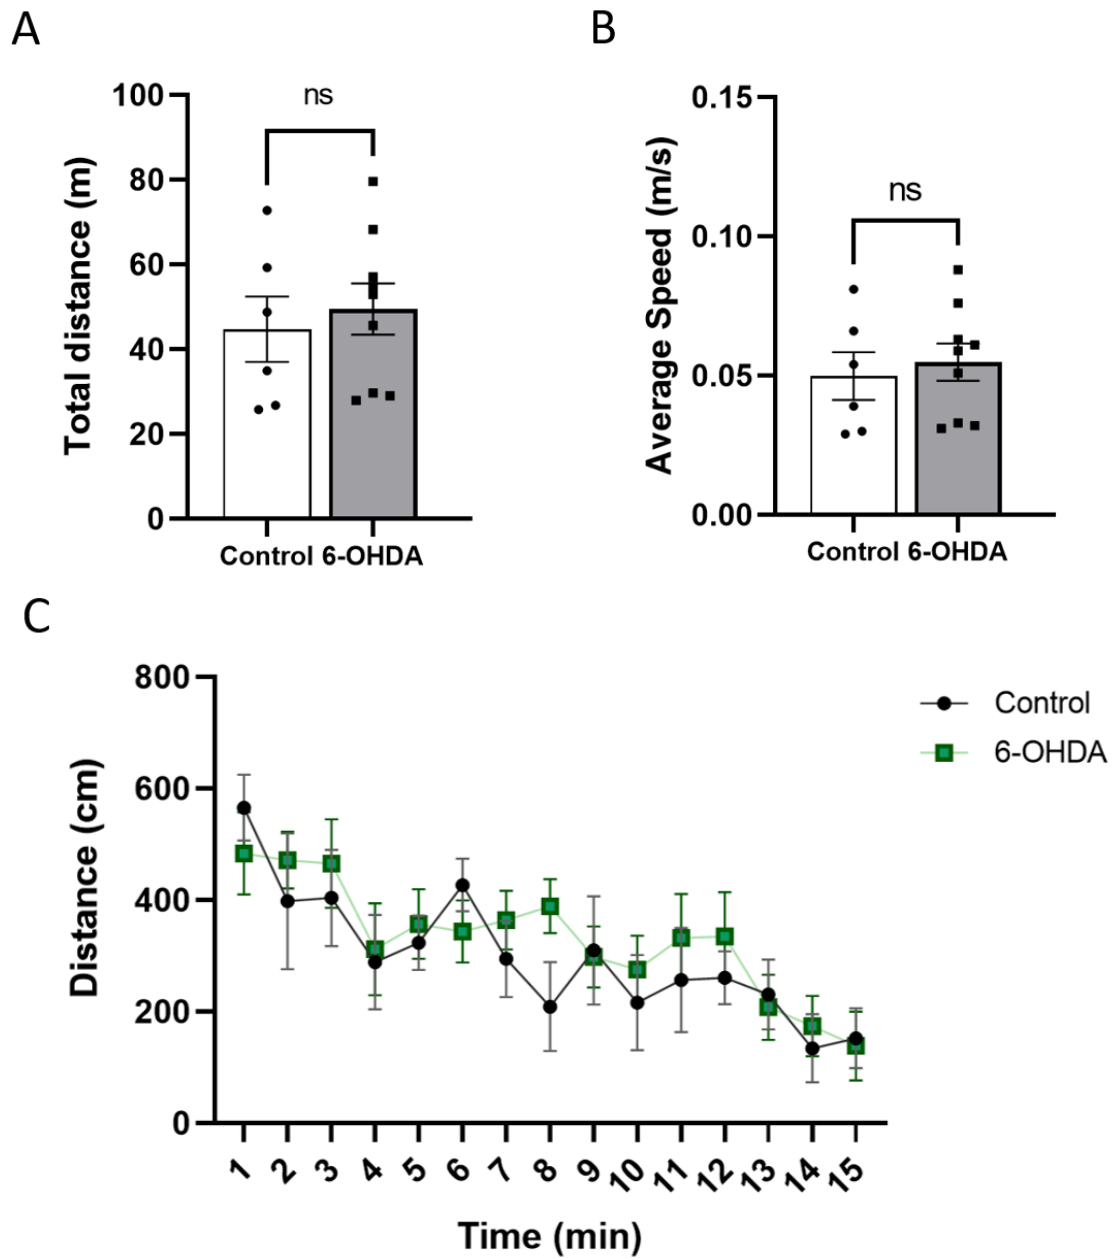 A
B
100
80
60
40
20
0
Total distance (m)
ns
Control 6-OHDA
0.15
0.10
0.05
0.00
Average Speed (m/s)
ns
Control 6-OHDA
C
800
600
400
200
0
Distance (cm)
1 2 3 4 5 6 7 8 9 10 11 12 13 14 15
Time (min)
Control
6-OHDA